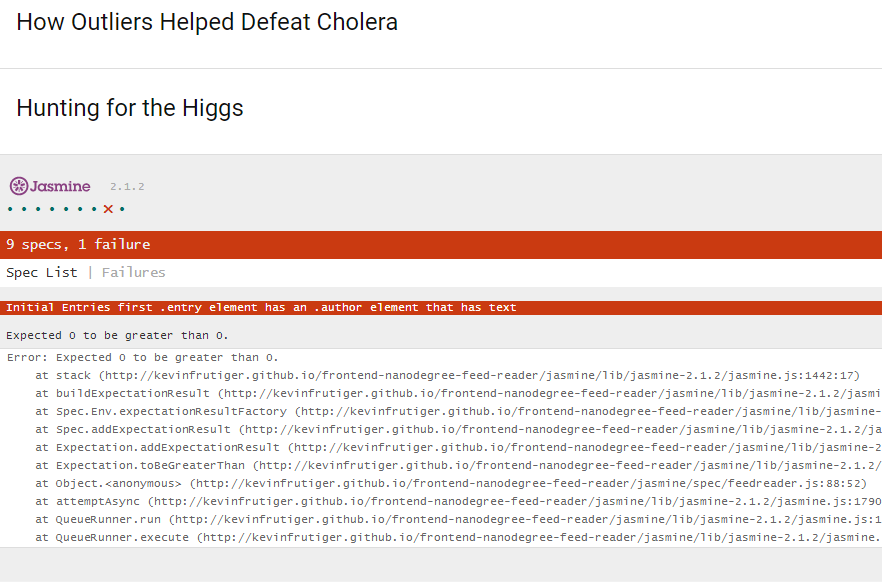 How Outliers Helped Defeat Cholera
Hunting for the Higgs
Jasmine 2.1.2
• • • • • • • × •
9 specs, 1 failure
Spec List | Failures
Initial Entries first .entry element has an .author element that has text
Expected 0 to be greater than 0.
Error: Expected 0 to be greater than 0.
at stack (http://kevinfrutiger.github.io/frontend-nanodegree-feed-reader/jasmine/lib/jasmine-2.1.2/jasmine.js:1442:17)
at buildExpectationResult (http://kevinfrutiger.github.io/frontend-nanodegree-feed-reader/jasmine/lib/jasmine-2.1.2/jasmi
at Spec.Env.expectationResultFactory (http://kevinfrutiger.github.io/frontend-nanodegree-feed-reader/jasmine/lib/jasmine-
at Spec.addExpectationResult (http://kevinfrutiger.github.io/frontend-nanodegree-feed-reader/jasmine/lib/jasmine-2.1.2/ja
at Expectation.addExpectationResult (http://kevinfrutiger.github.io/frontend-nanodegree-feed-reader/jasmine/lib/jasmine-2
at Expectation.toBeGreaterThan (http://kevinfrutiger.github.io/frontend-nanodegree-feed-reader/jasmine/lib/jasmine-2.1.2/
at Object.<anonymous> (http://kevinfrutiger.github.io/frontend-nanodegree-feed-reader/jasmine/spec/feedreader.js:88:52)
at attemptAsync (http://kevinfrutiger.github.io/frontend-nanodegree-feed-reader/jasmine/lib/jasmine-2.1.2/jasmine.js:1790
at QueueRunner.run (http://kevinfrutiger.github.io/frontend-nanodegree-feed-reader/jasmine/lib/jasmine-2.1.2/jasmine.js:1
at QueueRunner.execute (http://kevinfrutiger.github.io/frontend-nanodegree-feed-reader/jasmine/lib/jasmine-2.1.2/jasmine.